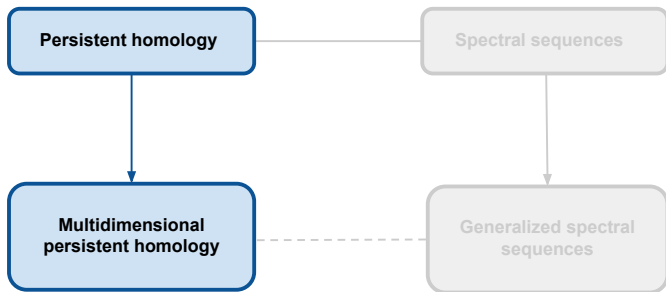 Persistent homology
Spectral sequences
Multidimensional
persistent homology
Generalized spectral
sequences